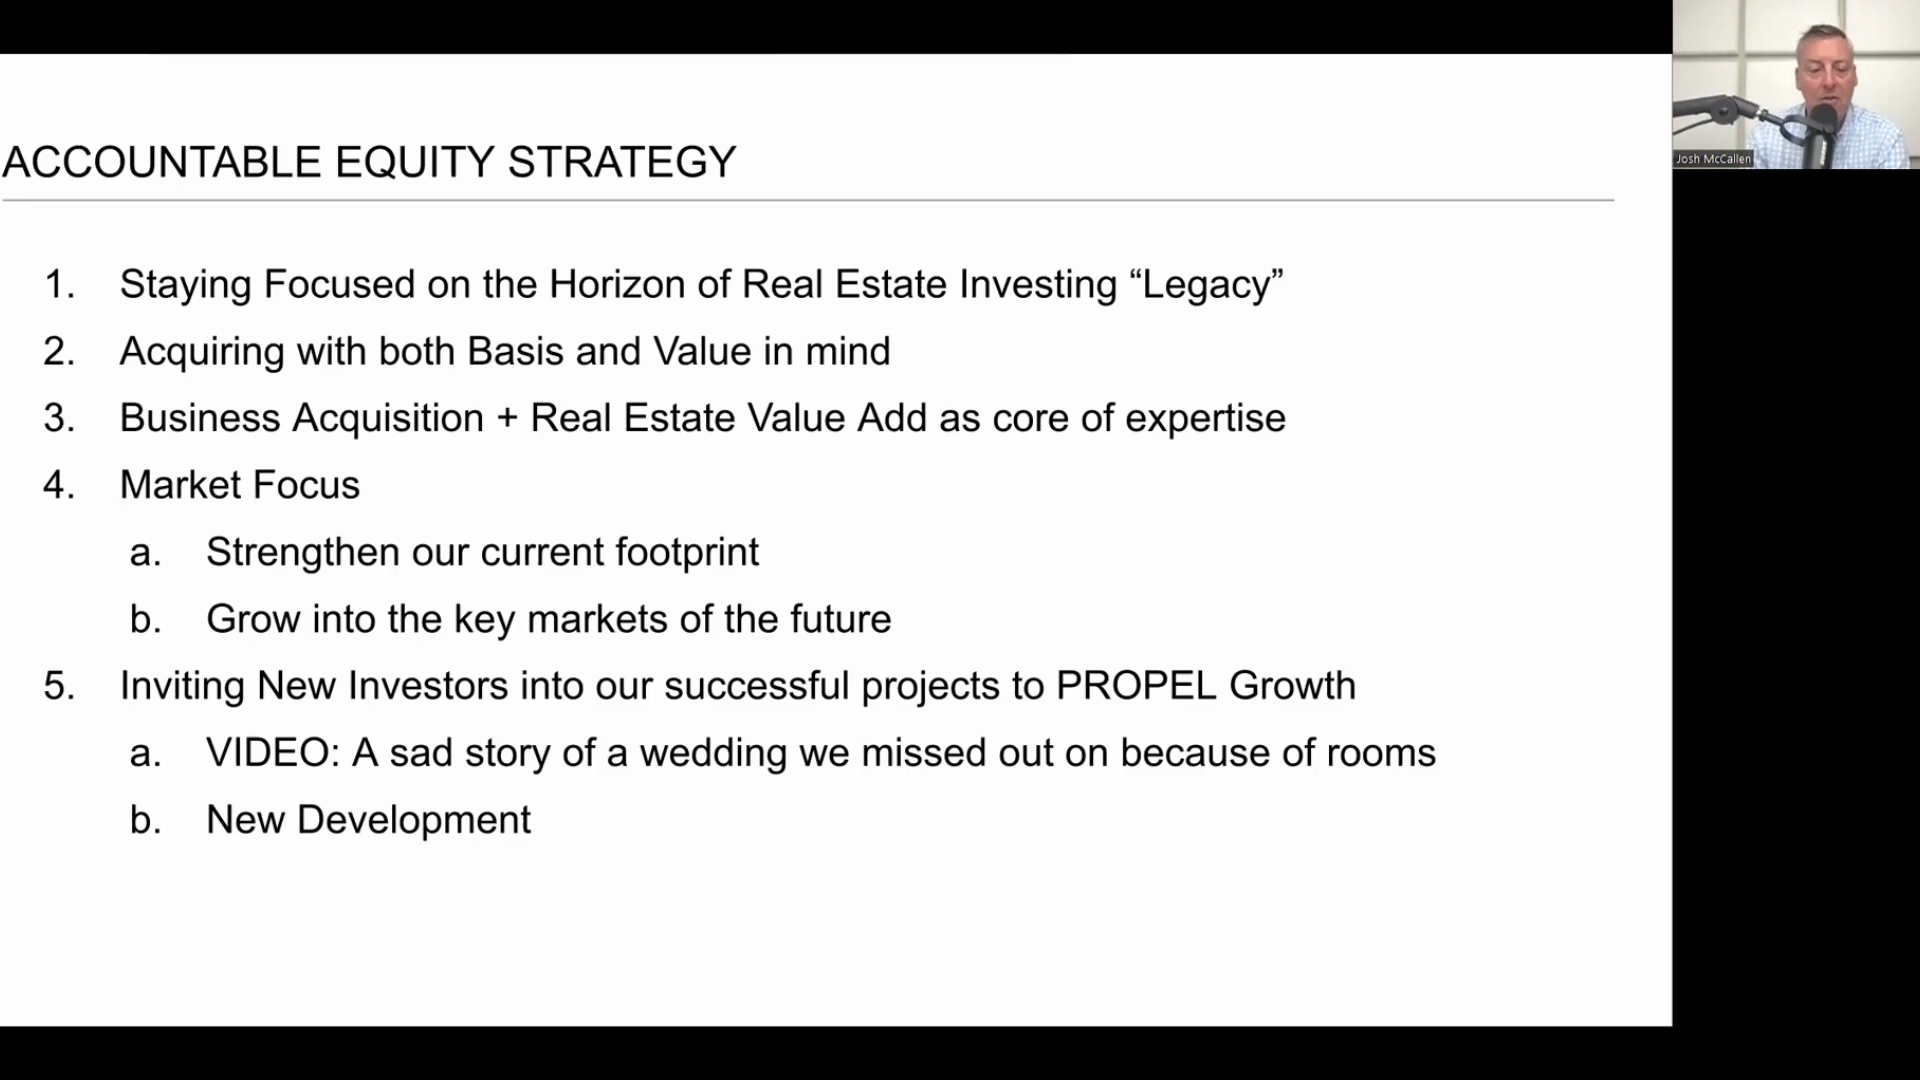 ACCOUNTABLE EQUITY STRATEGY
1. Staying Focused on the Horizon of Real Estate Investing “Legacy”
2. Acquiring with both Basis and Value in mind
3. Business Acquisition + Real Estate Value Add as core of expertise
4. Market Focus
a. Strengthen our current footprint
b. Grow into the key markets of the future
5. Inviting New Investors into our successful projects to PROPEL Growth
a. VIDEO: A sad story of a wedding we missed out on because of rooms
b. New Development
Josh McCallen